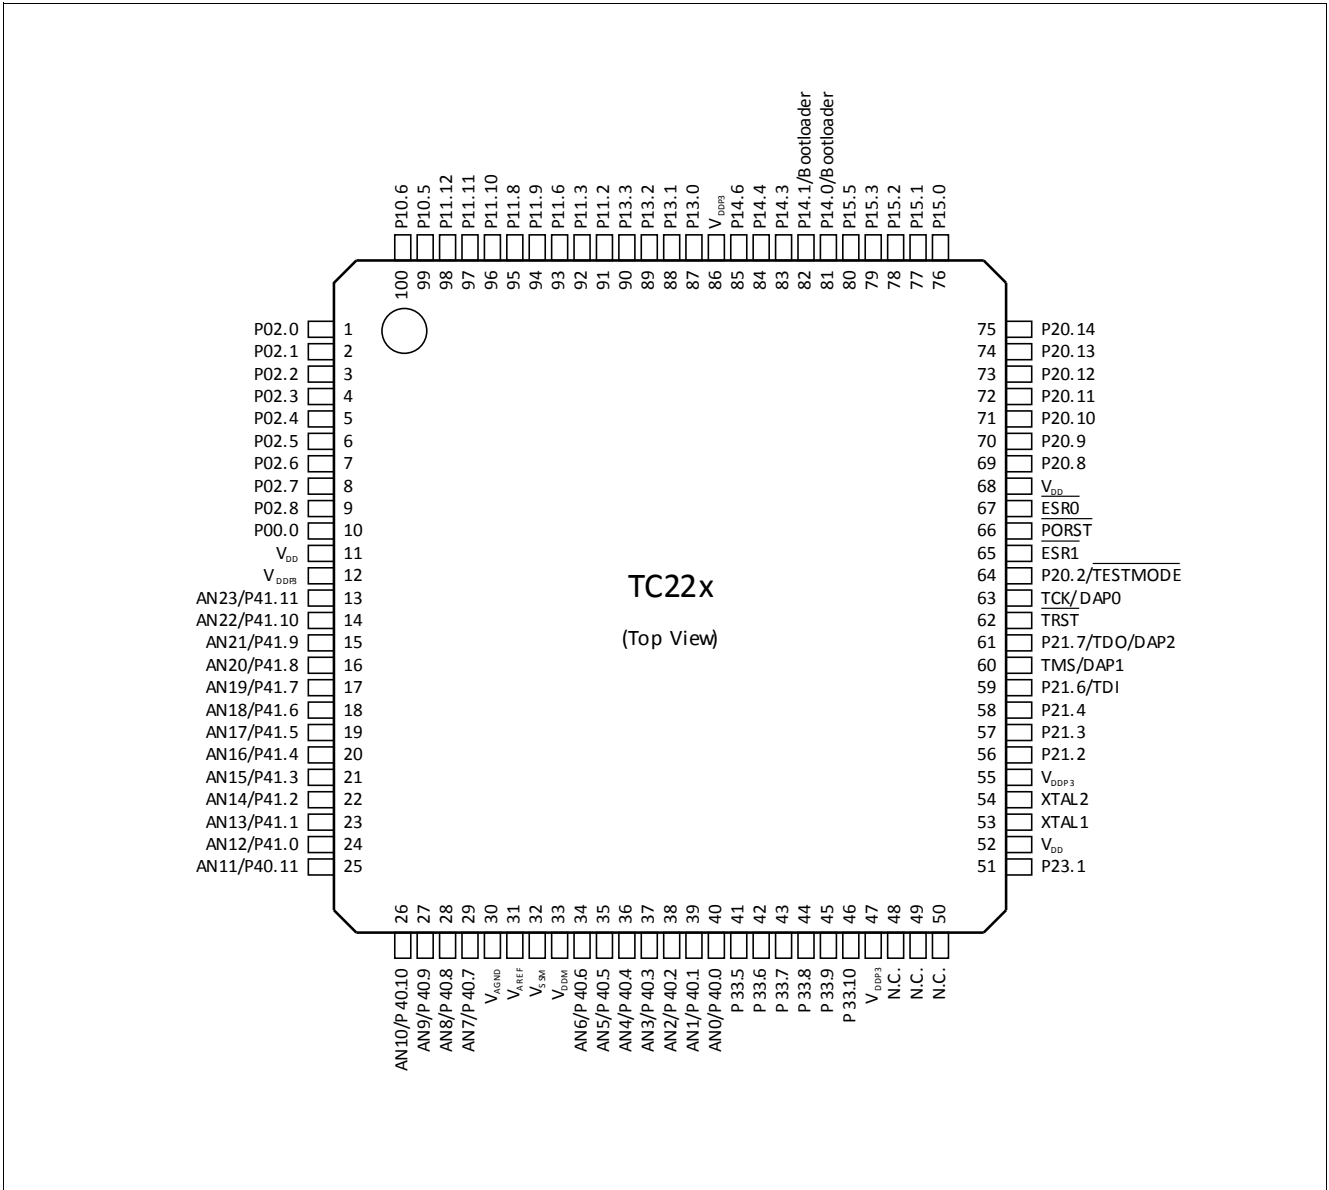 P10.6 P10.5 P11.12 P11.11 P11.10 P11.8 P11.9 P11.6 P11.3 P11.2 P13.3 P13.2 P13.1 P13.0 VDDP3 P14.6 P14.4 P14.3 P14.1/Bootloader P14.0/Bootloader P15.5 P15.3 P15.2 P15.1 P15.0
100 99 98 97 96 95 94 93 92 91 90 89 88 87 86 85 84 83 82 81 80 79 78 77 76
P02.0 1 75 P20.14
P02.1 2 74 P20.13
P02.2 3 73 P20.12
P02.3 4 72 P20.11
P02.4 5 71 P20.10
P02.5 6 70 P20.9
P02.6 7 69 P20.8
P02.7 8 68 VDD
P02.8 9 67 ESR0
P00.0 10 66 PORST
VDD 11 65 ESR1
VDDP3 12 64 P20.2/TESTMODE
AN23/P41.11 13 TC22x 63 TCK/DAP0
AN22/P41.10 14 62 TRST
AN21/P41.9 15 (Top View) 61 P21.7/TDO/DAP2
AN20/P41.8 16 60 TMS/DAP1
AN19/P41.7 17 59 P21.6/TDI
AN18/P41.6 18 58 P21.4
AN17/P41.5 19 57 P21.3
AN16/P41.4 20 56 P21.2
AN15/P41.3 21 55 VDDP3
AN14/P41.2 22 54 XTAL2
AN13/P41.1 23 53 XTAL1
AN12/P41.0 24 52 VDD
AN11/P40.11 25 51 P23.1
26 27 28 29 30 31 32 33 34 35 36 37 38 39 40 41 42 43 44 45 46 47 48 49 50
AN10/P40.10 AN9/P40.9 AN8/P40.8 AN7/P40.7 VAGND VAREF VSSM VDDM AN6/P40.6 AN5/P40.5 AN4/P40.4 AN3/P40.3 AN2/P40.2 AN1/P40.1 AN0/P40.0 P33.5 P33.6 P33.7 P33.8 P33.9 P33.10 VDDP3 N.C. N.C. N.C.